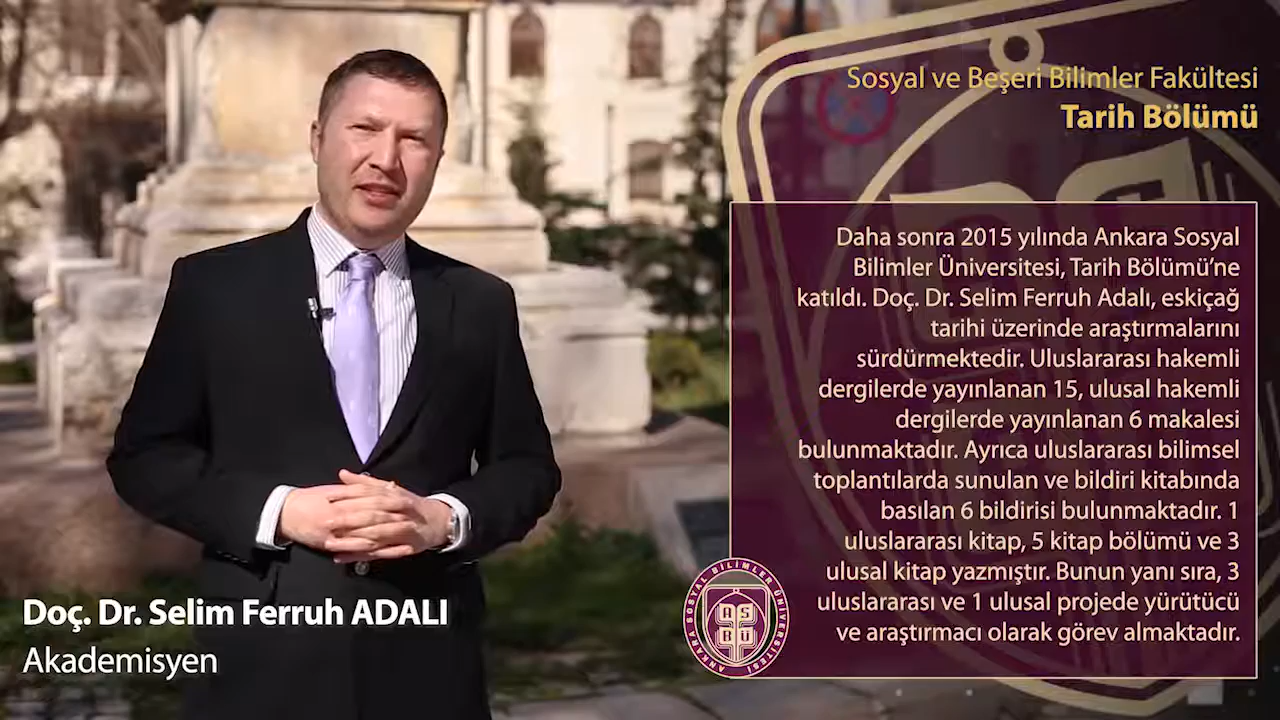 Sosyal ve Beşeri Bilimler Fakültesi
Tarih Bölümü
Daha sonra 2015 yılında Ankara Sosyal
Bilimler Üniversitesi, Tarih Bölümü’ne
katıldı. Doç. Dr. Selim Ferruh Adalı, eskiçağ
tarihi üzerinde araştırmalarını
sürdürmektedir. Uluslararası hakemli
dergilerde yayınlanan 15, ulusal hakemli
dergilerde yayınlanan 6 makalesi
bulunmaktadır. Ayrıca uluslararası bilimsel
toplantılarda sunulan ve bildiri kitabında
basılan 6 bildirisi bulunmaktadır. 1
uluslararası kitap, 5 kitap bölümü ve 3
ulusal kitap yazmıştır. Bunun yanı sıra, 3
uluslararası ve 1 ulusal projede yürütücü
ve araştırmacı olarak görev almaktadır.
ANKARA SOSYAL BİLİMLER ÜNİVERSİTESİ
ASBÜ
Doç. Dr. Selim Ferruh ADALI
Akademisyen